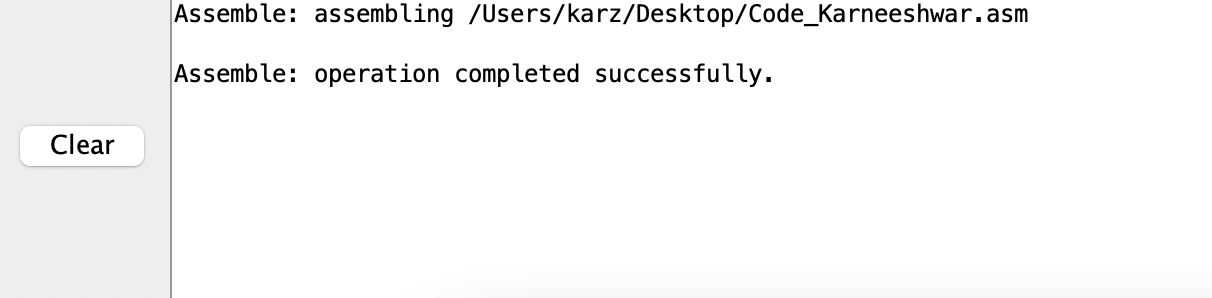 Assemble: assembling /Users/karz/Desktop/Code_Karneeshwar.asm
Assemble: operation completed successfully.
Clear